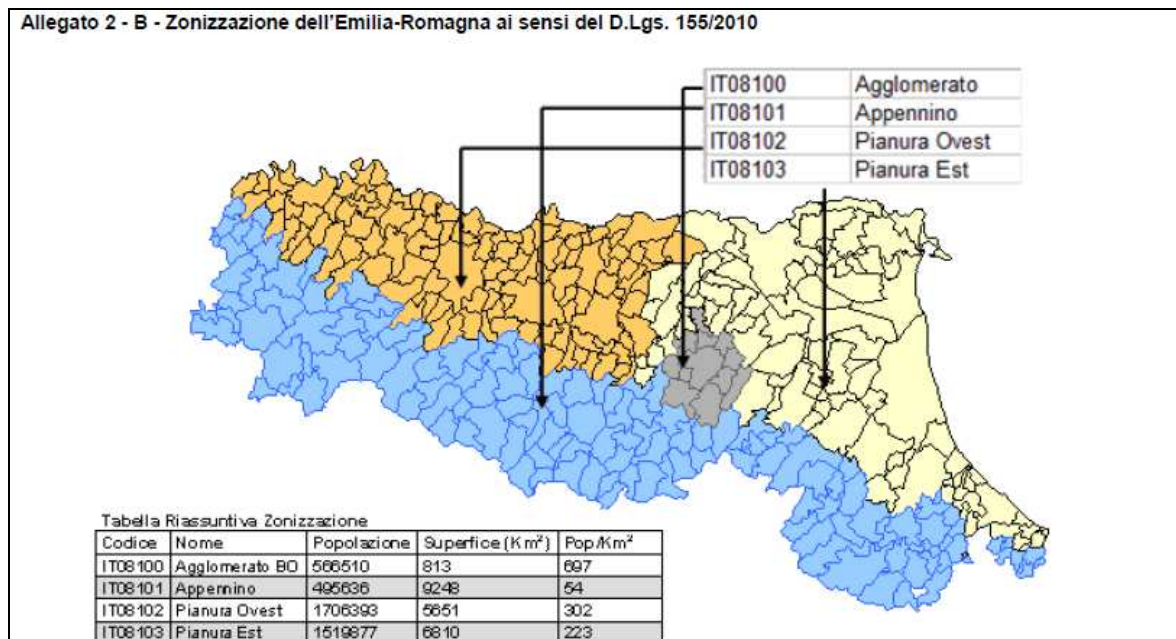 Allegato 2 - B - Zonizzazione dell'Emilia-Romagna ai sensi del D.Lgs. 155/2010
IT08100 Agglomerato
IT08101 Appennino
IT08102 Pianura Ovest
IT08103 Pianura Est
Tabella Riassuntiva Zonizzazione
Codice Nome Popolazione Superfice (Km²) Pop/Km²
IT08100 Agglomerato BO 566510 813 697
IT08101 Appennino 495636 9248 54
IT08102 Pianura Ovest 1706393 5651 302
IT08103 Pianura Est 1519877 6810 223